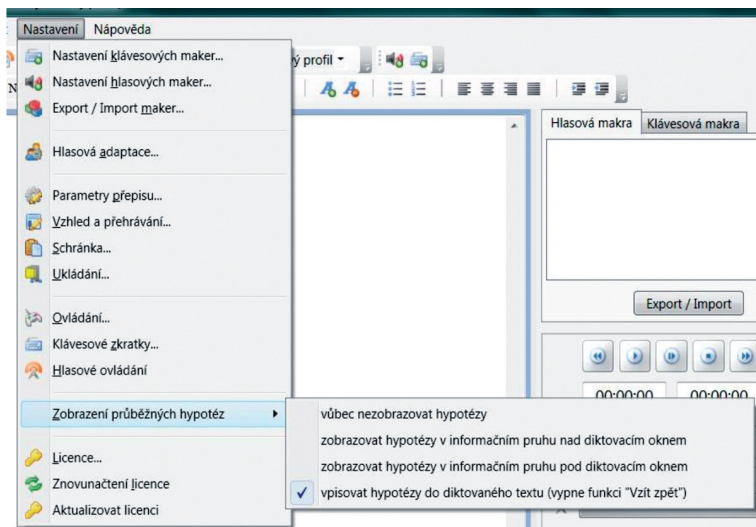 Nastavení Nápověda
Nastavení klávesových maker...
ý profil
Nastavení hlasových maker...
N
Export / Import maker...
Hlasová makra Klávesová makra
Hlasová adaptace...
Parametry přepisu...
Vzhled a přehrávání...
Schránka...
Ukládání...
Export / Import
Ovládání...
Klávesové zkratky...
Hlasové ovládání
00:00:00 00:00:00
Zobrazení průběžných hypotéz
vůbec nezobrazovat hypotézy
zobrazovat hypotézy v informačním pruhu nad diktovacím oknem
zobrazovat hypotézy v informačním pruhu pod diktovacím oknem
vpisovat hypotézy do diktovaného textu (vypne funkci "Vzít zpět")
Licence...
Znovunačtení licence
Aktualizovat licenci